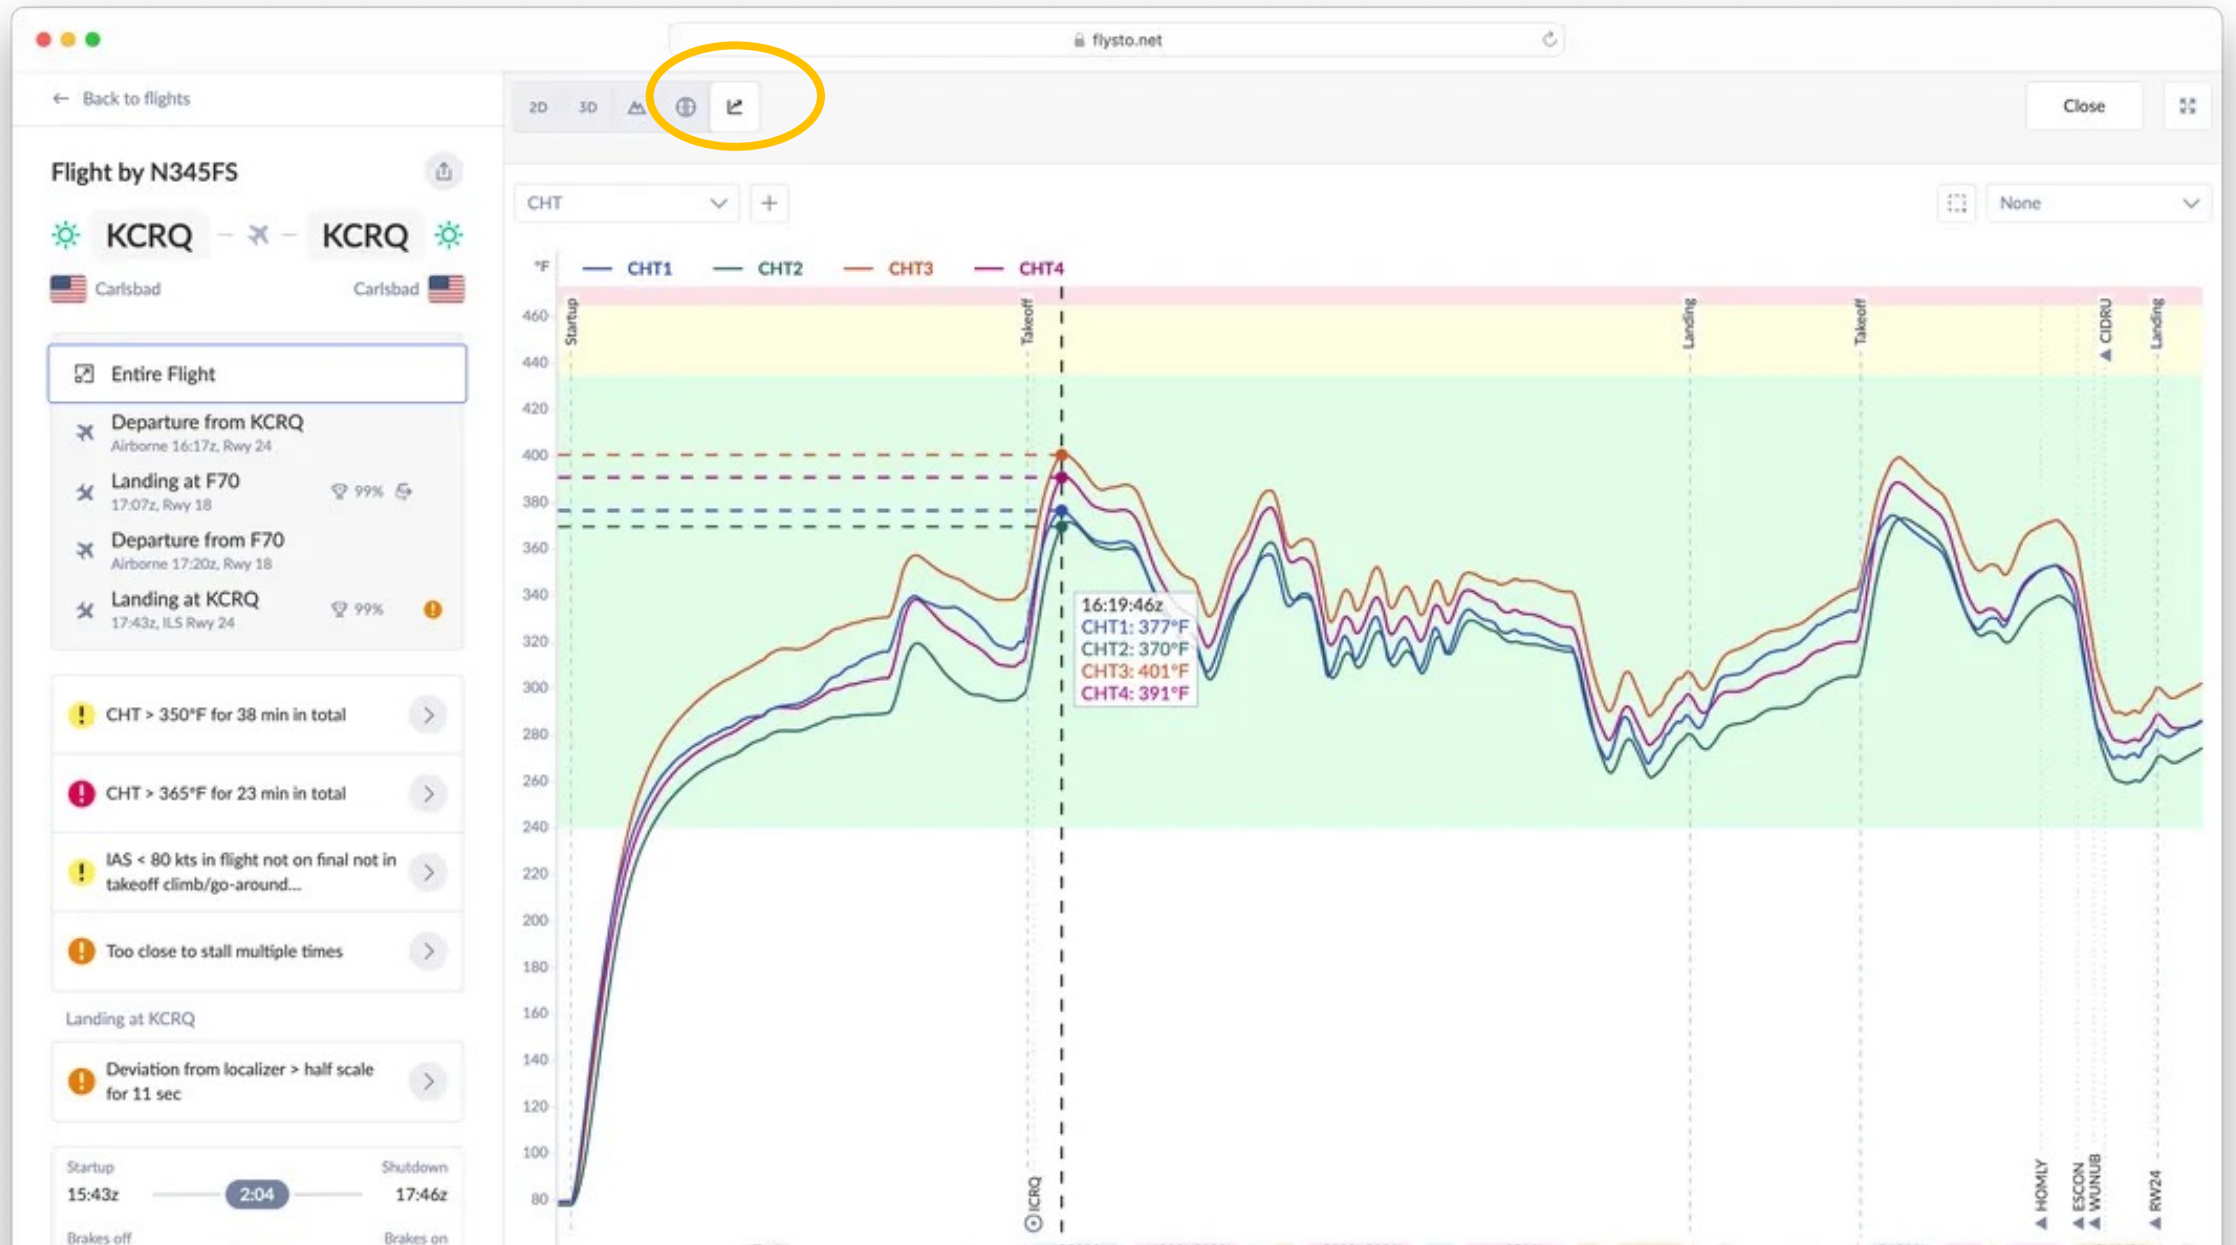 flysto.net
Back to flights
2D 3D
Close
Flight by N345FS
KCRQ KCRQ
Carlsbad Carlsbad
Entire Flight
Departure from KCRQ
Airborne 16:17z, Rwy 24
Landing at F70
17:07z, Rwy 18
99%
Departure from F70
Airborne 17:20z, Rwy 18
Landing at KCRQ
17:43z, ILS Rwy 24
99%
CHT > 350°F for 38 min in total
CHT > 365°F for 23 min in total
IAS < 80 kts in flight not on final not in
takeoff climb/go-around...
Too close to stall multiple times
Landing at KCRQ
Deviation from localizer > half scale
for 11 sec
Startup Shutdown
15:43z 2:04 17:46z
Brakes off Brakes on
CHT
None
°F CHT1 CHT2 CHT3 CHT4
460
440
420
400
380
360
340
320
300
280
260
240
220
200
180
160
140
120
100
80
Startup
Takeoff
Landing
Takeoff
CIDRU
Landing
16:19:46z
CHT1: 377°F
CHT2: 370°F
CHT3: 401°F
CHT4: 391°F
ICRQ
HOMLY
ESCON
WUNUB
RW24